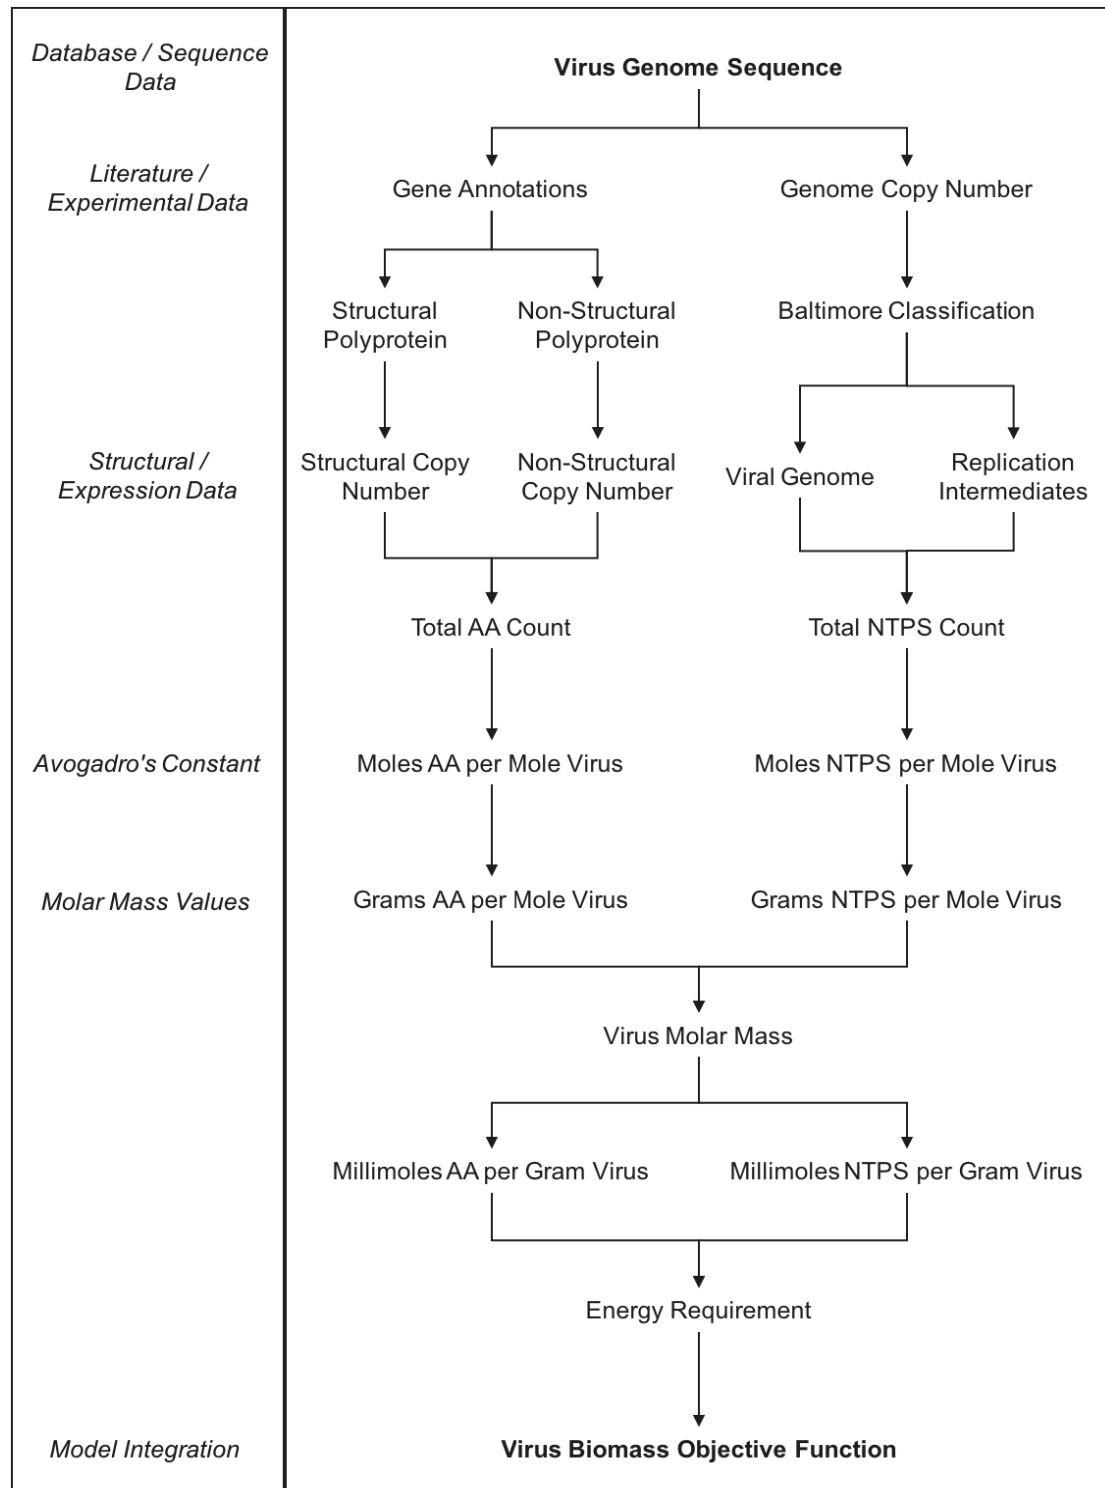 Database / Sequence
Data
Virus Genome Sequence
Literature /
Experimental Data
Gene Annotations
Genome Copy Number
Structural
Polyprotein
Non-Structural
Polyprotein
Baltimore Classification
Structural /
Expression Data
Structural Copy
Number
Non-Structural
Copy Number
Viral Genome
Replication
Intermediates
Total AA Count
Total NTPS Count
Avogadro's Constant
Moles AA per Mole Virus
Moles NTPS per Mole Virus
Molar Mass Values
Grams AA per Mole Virus
Grams NTPS per Mole Virus
Virus Molar Mass
Millimoles AA per Gram Virus
Millimoles NTPS per Gram Virus
Energy Requirement
Model Integration
Virus Biomass Objective Function